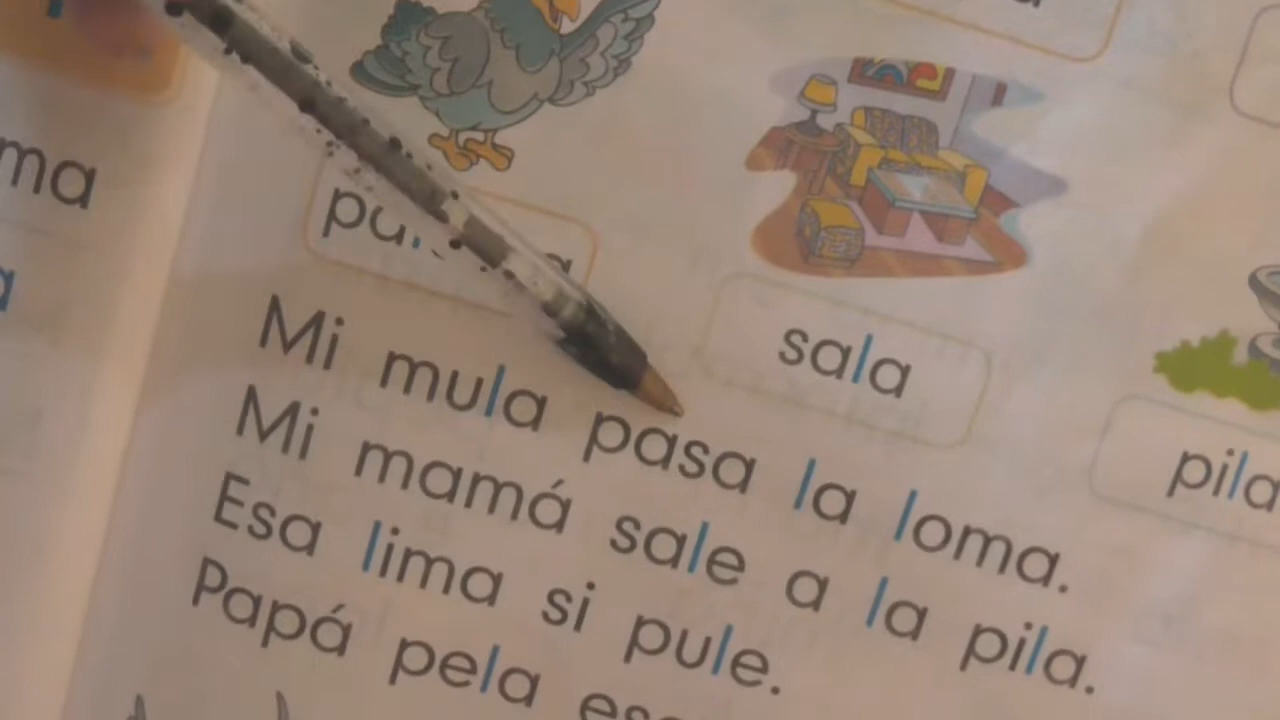 ma
a
sala
pila
Mi mula pasa la loma.
Mi mamá sale a la pila.
Esa lima si pule.
Papá pela